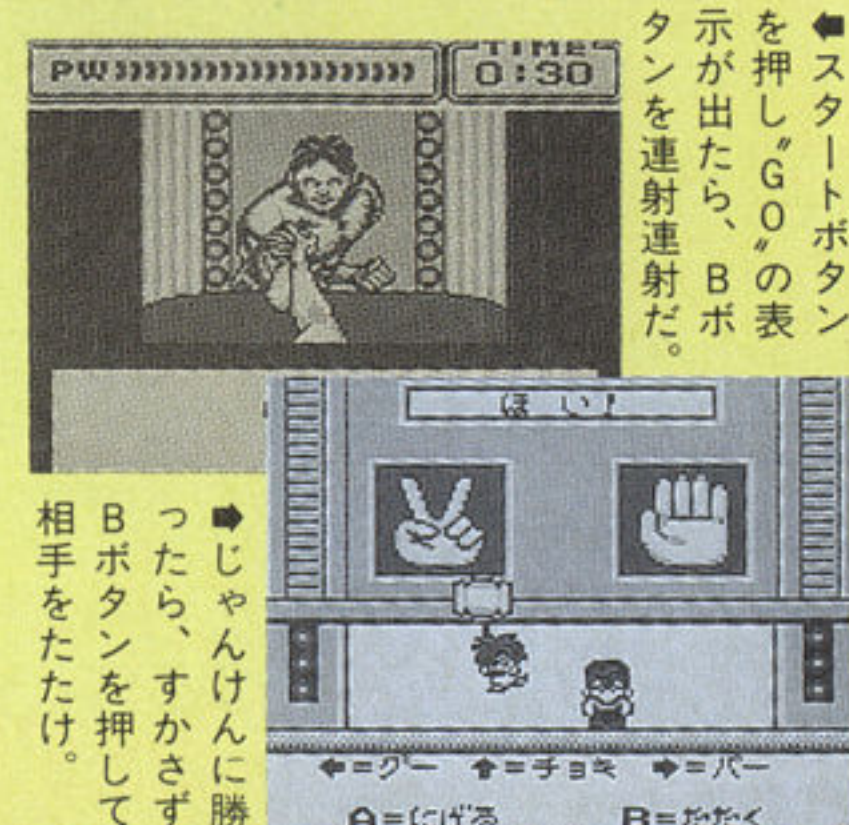 ⬅スタートボタン
を押し〝GO〟の表
示が出たら、Bボ
タンを連射連射だ。
PW
TIME
0:30
ほい!
⬅=グー ⬆=チョキ ➡=パー
A=にげる B=たたく
➡じゃんけんに勝
ったら、すかさず
Bボタンを押して
相手をたたけ。